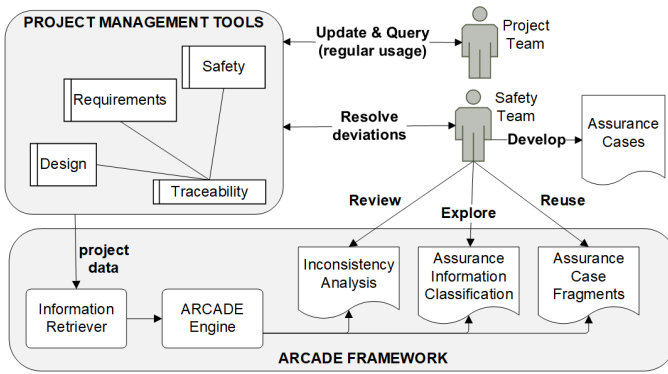 PROJECT MANAGEMENT TOOLS
Safety
Requirements
Design
Traceability
Update & Query
(regular usage)
Project
Team
Resolve
deviations
Safety
Team
Develop
Assurance
Cases
Review
Explore
Reuse
project
data
Information
Retriever
ARCADE
Engine
Inconsistency
Analysis
Assurance
Information
Classification
Assurance
Case
Fragments
ARCADE FRAMEWORK